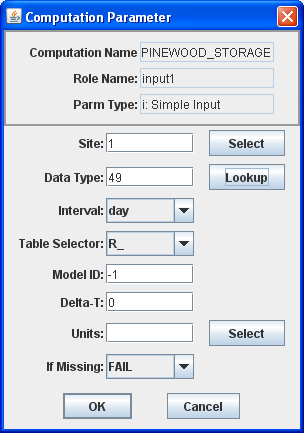 Computation Parameter
Computation Name PINEWOOD_STORAGE
Role Name: input1
Parm Type: i: Simple Input
Site: 1 Select
Data Type: 49 Lookup
Interval: day
Table Selector: R_
Model ID: -1
Delta-T: 0
Units: Select
If Missing: FAIL
OK Cancel